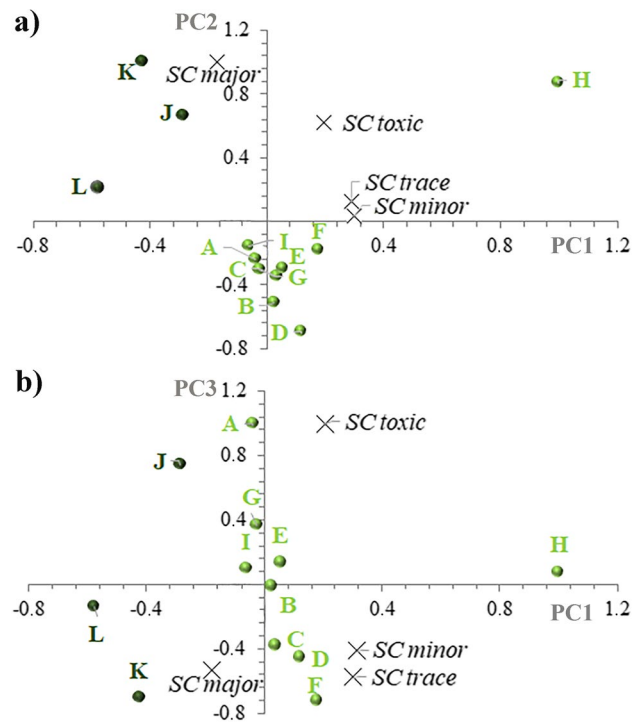 a)
PC2
1.2
K
SC major
H
0.8
J
SC toxic
0.4
L
SC trace
SC minor
F
PC1
-0.8
-0.4
0.4
0.8
1.2
I
A
E
C
G
-0.4
B
D
-0.8
b)
PC3
1.2
A
SC toxic
J
0.8
G
0.4
I
E
H
-0.8
-0.4
0.4
0.8
1.2
PC1
B
L
C
-0.4
SC minor
K
D
SC major
SC trace
F
-0.8